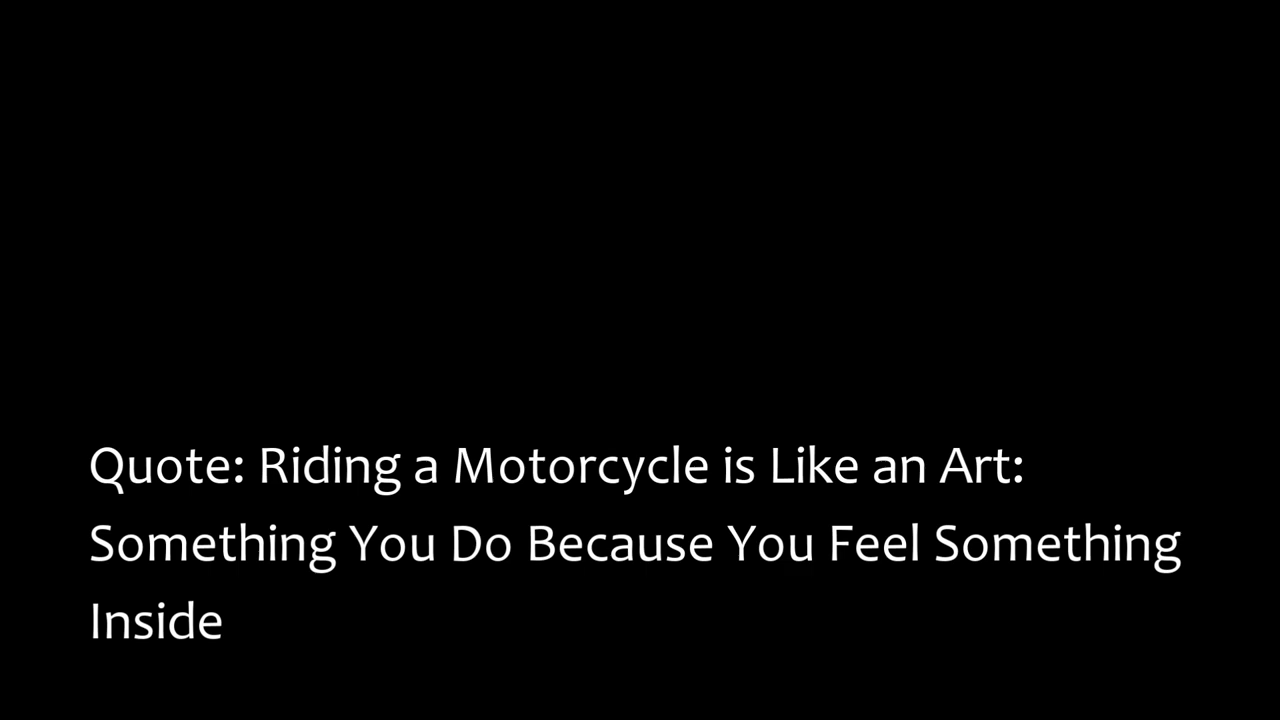 Quote: Riding a Motorcycle is Like an Art:
Something You Do Because You Feel Something
Inside